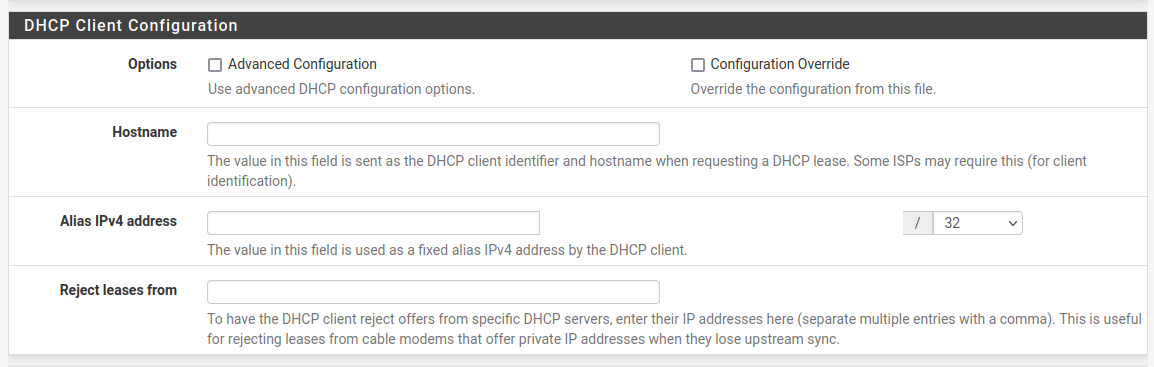 DHCP Client Configuration
Options
Advanced Configuration
Configuration Override
Use advanced DHCP configuration options.
Override the configuration from this file.
Hostname
The value in this field is sent as the DHCP client identifier and hostname when requesting a DHCP lease. Some ISPs may require this (for client
identification).
Alias IPv4 address
/
32
The value in this field is used as a fixed alias IPv4 address by the DHCP client.
Reject leases from
To have the DHCP client reject offers from specific DHCP servers, enter their IP addresses here (separate multiple entries with a comma). This is useful
for rejecting leases from cable modems that offer private IP addresses when they lose upstream sync.